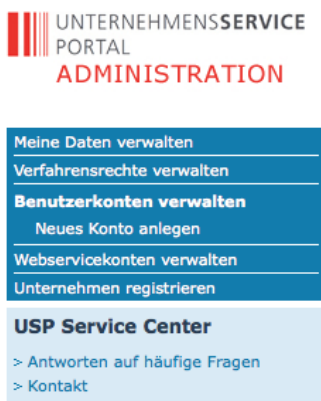 UNTERNEHMENSSERVICE
PORTAL
ADMINISTRATION
Meine Daten verwalten
Verfahrensrechte verwalten
Benutzerkonten verwalten
Neues Konto anlegen
Webservicekonten verwalten
Unternehmen registrieren
USP Service Center
> Antworten auf häufige Fragen
> Kontakt